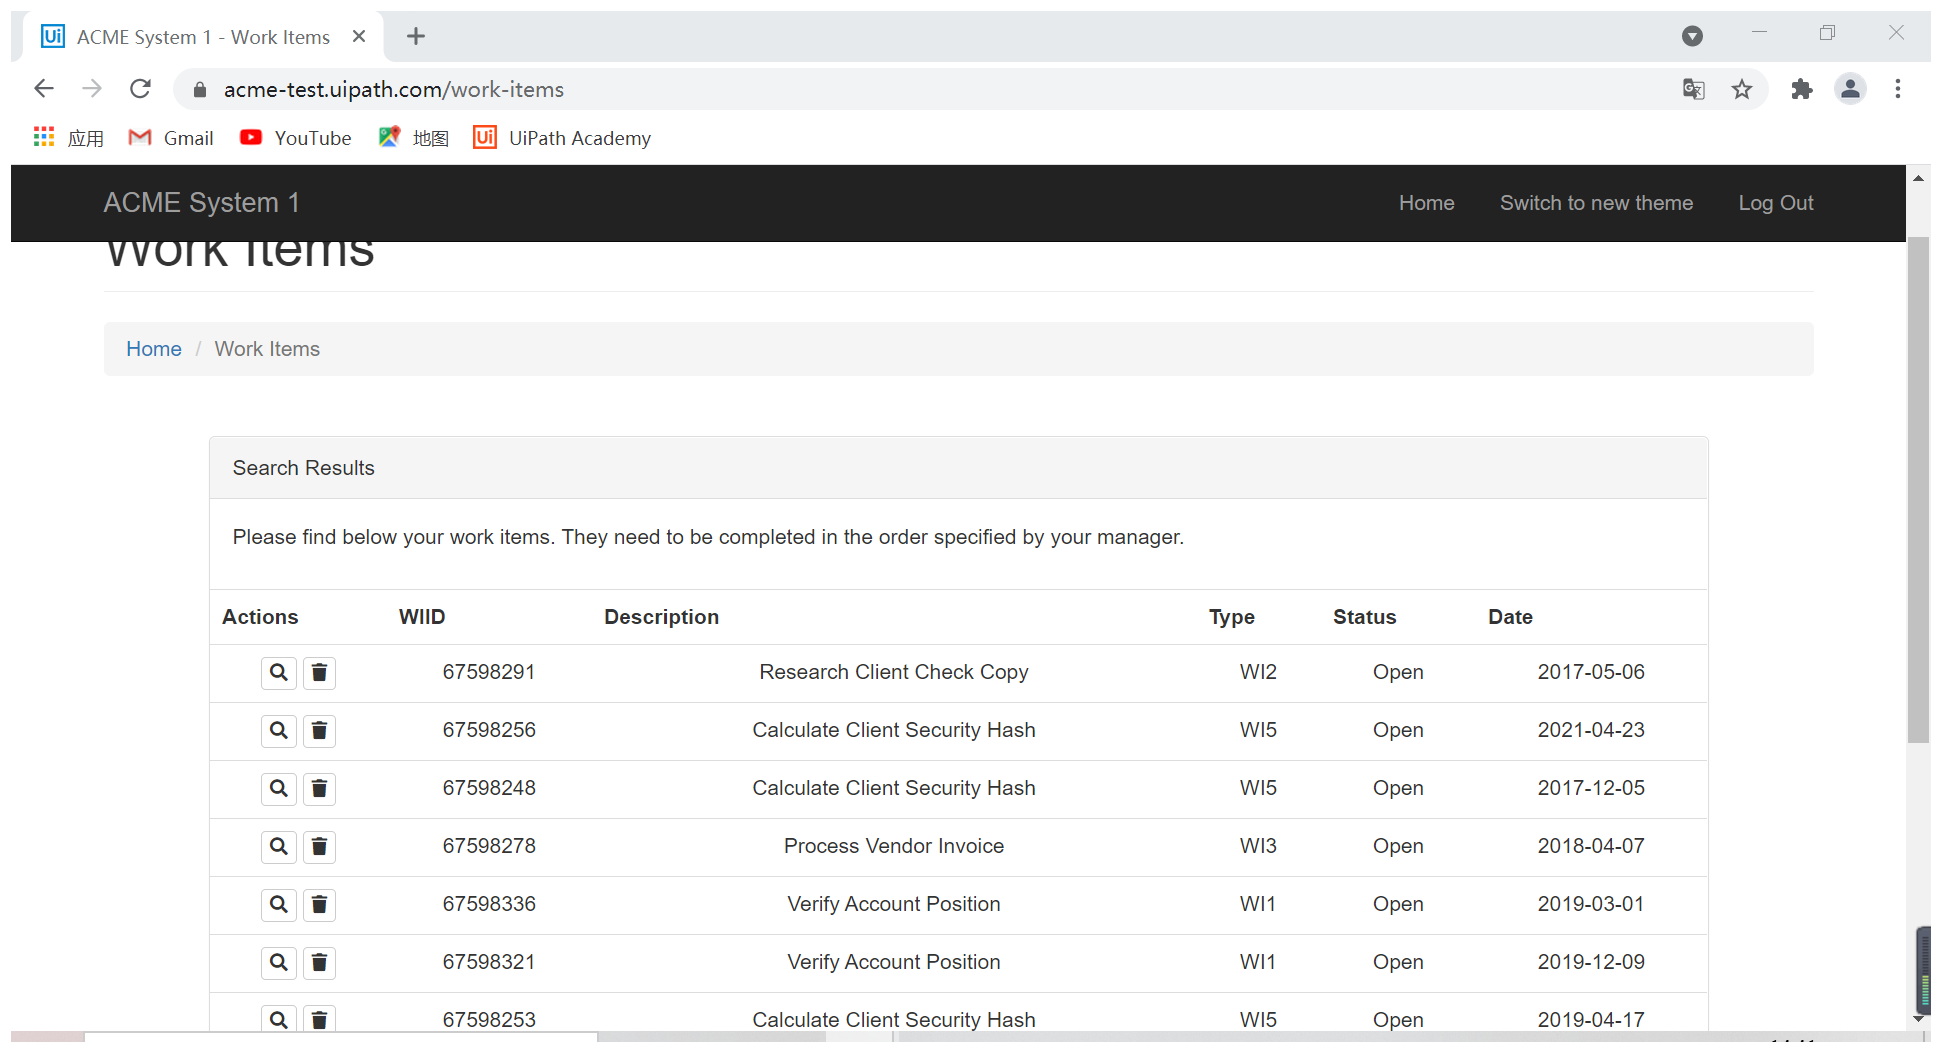 ACME System 1 - Work Items
acme-test.uipath.com/work-items
应用 Gmail YouTube 地图 Ui UiPath Academy
ACME System 1 Home Switch to new theme Log Out
Work Items
Home / Work Items
Search Results
Please find below your work items. They need to be completed in the order specified by your manager.
Actions WIID Description Type Status Date
67598291 Research Client Check Copy WI2 Open 2017-05-06
67598256 Calculate Client Security Hash WI5 Open 2021-04-23
67598248 Calculate Client Security Hash WI5 Open 2017-12-05
67598278 Process Vendor Invoice WI3 Open 2018-04-07
67598336 Verify Account Position WI1 Open 2019-03-01
67598321 Verify Account Position WI1 Open 2019-12-09
67598253 Calculate Client Security Hash WI5 Open 2019-04-17